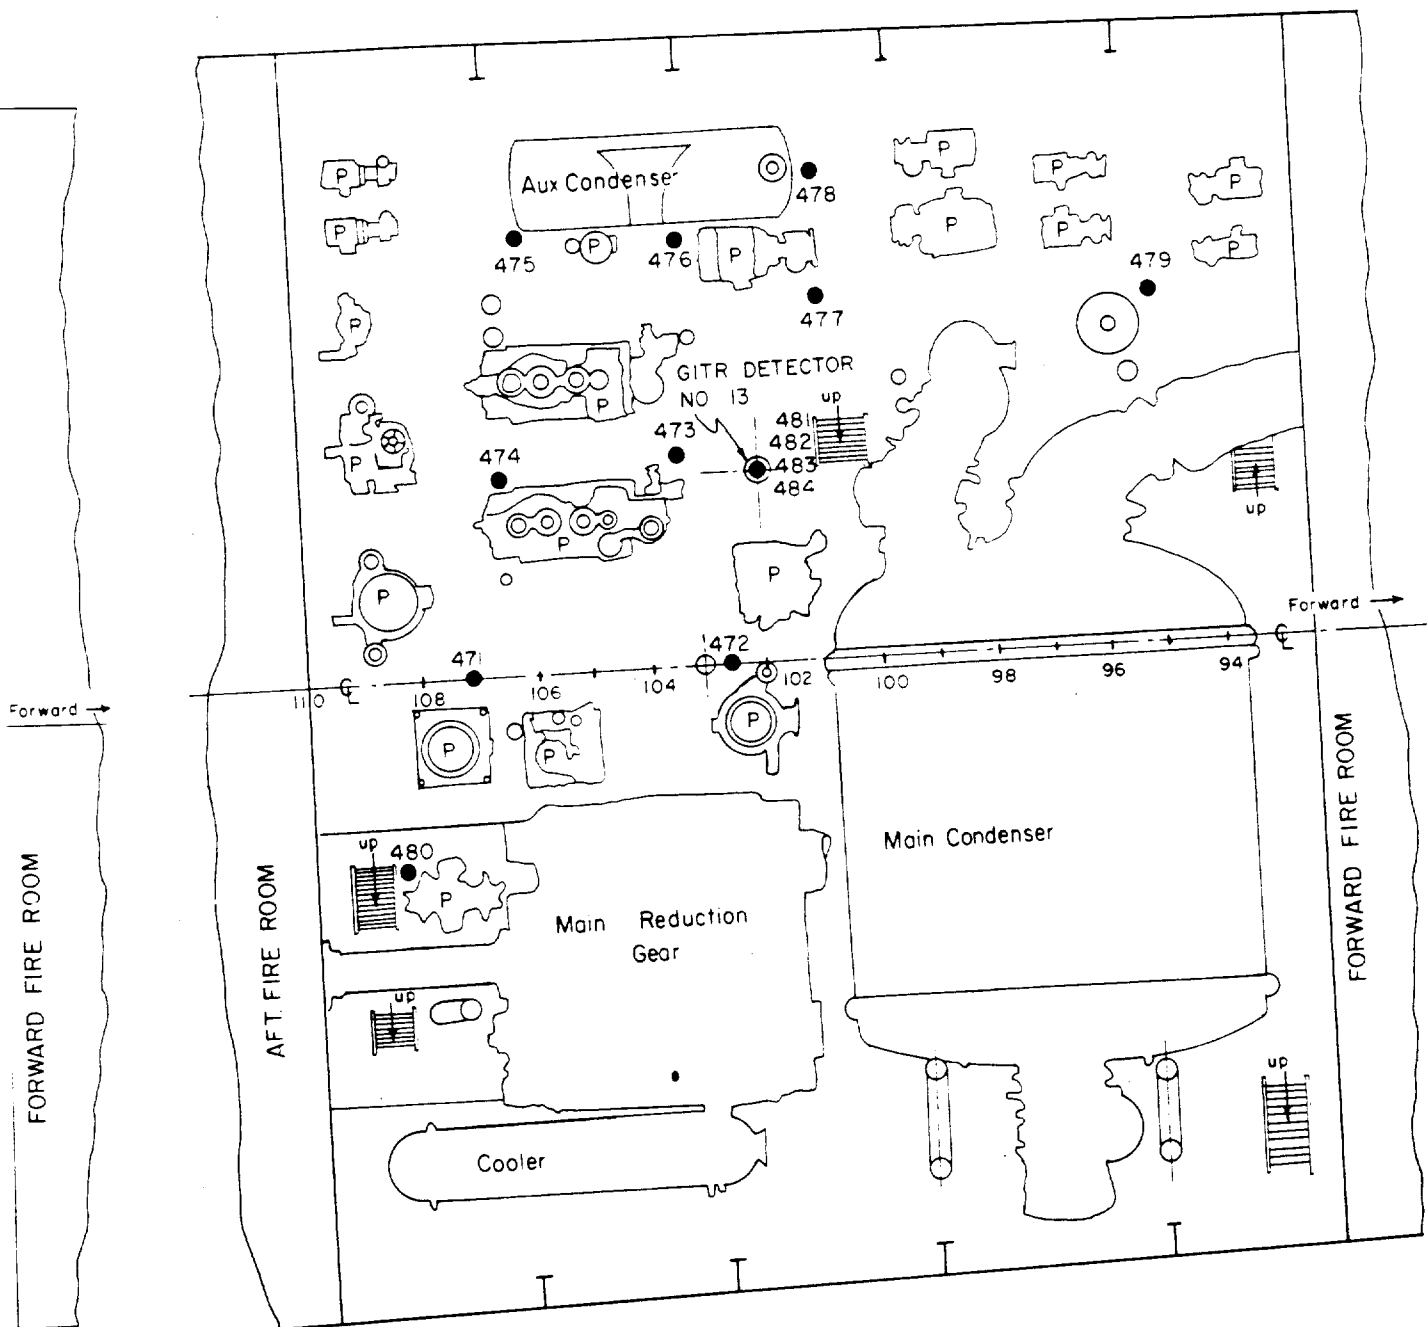 P
P
P
P
P
P
Aux Condenser
478
P
P
P
P
P
P
475
P
476
P
477
479
P
P
GITR DETECTOR
NO 13
up
481
482
483
484
473
474
P
P
up
P
P
Forward →
471
472
110
℄
108
106
104
102
100
98
96
94
℄
Forward →
P
P
P
FORWARD FIRE ROOM
AFT. FIRE ROOM
FORWARD FIRE ROOM
up
480
P
Main Reduction
Gear
Main Condenser
up
up
Cooler